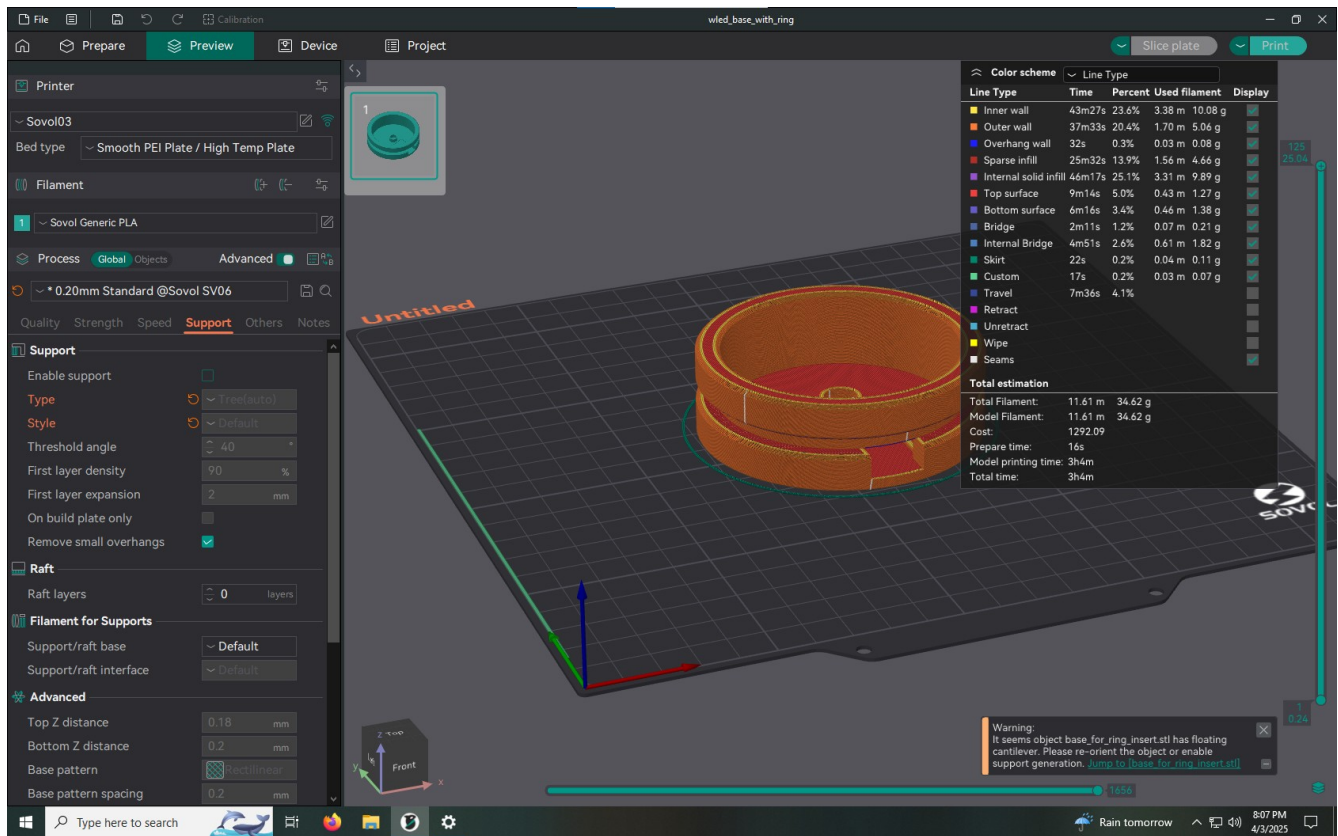 File
Calibration
wled_base_with_ring
Prepare
Preview
Device
Project
Slice plate
Print
Printer
Sovol03
Bed type
Smooth PEI Plate / High Temp Plate
Filament
1 Sovol Generic PLA
Process Global Objects Advanced
* 0.20mm Standard @Sovol SV06
Quality Strength Speed Support Others Notes
Support
Enable support
Type Tree(auto)
Style Default
Threshold angle 40 °
First layer density 90 %
First layer expansion 2 mm
On build plate only
Remove small overhangs
Raft
Raft layers 0 layers
Filament for Supports
Support/raft base Default
Support/raft interface Default
Advanced
Top Z distance 0.18 mm
Bottom Z distance 0.2 mm
Base pattern Rectilinear
Base pattern spacing 0.2 mm
1
Untitled
SOVOL
Color scheme Line Type
Line Type Time Percent Used filament Display
Inner wall 43m27s 23.6% 3.38 m 10.08 g
Outer wall 37m33s 20.4% 1.70 m 5.06 g
Overhang wall 32s 0.3% 0.03 m 0.08 g
Sparse infill 25m32s 13.9% 1.56 m 4.66 g
Internal solid infill 46m17s 25.1% 3.31 m 9.89 g
Top surface 9m14s 5.0% 0.43 m 1.27 g
Bottom surface 6m16s 3.4% 0.46 m 1.38 g
Bridge 2m11s 1.2% 0.07 m 0.21 g
Internal Bridge 4m51s 2.6% 0.61 m 1.82 g
Skirt 22s 0.2% 0.04 m 0.11 g
Custom 17s 0.2% 0.03 m 0.07 g
Travel 7m36s 4.1%
Retract
Unretract
Wipe
Seams
Total estimation
Total Filament: 11.61 m 34.62 g
Model Filament: 11.61 m 34.62 g
Cost: 1292.09
Prepare time: 16s
Model printing time: 3h4m
Total time: 3h4m
125
25.04
1
0.24
Warning:
It seems object base_for_ring_insert.stl has floating
cantilever. Please re-orient the object or enable
support generation. Jump to [base_for_ring_insert.stl]
1656
z Top
Front
y
x
Type here to search
Rain tomorrow
8:07 PM
4/3/2025